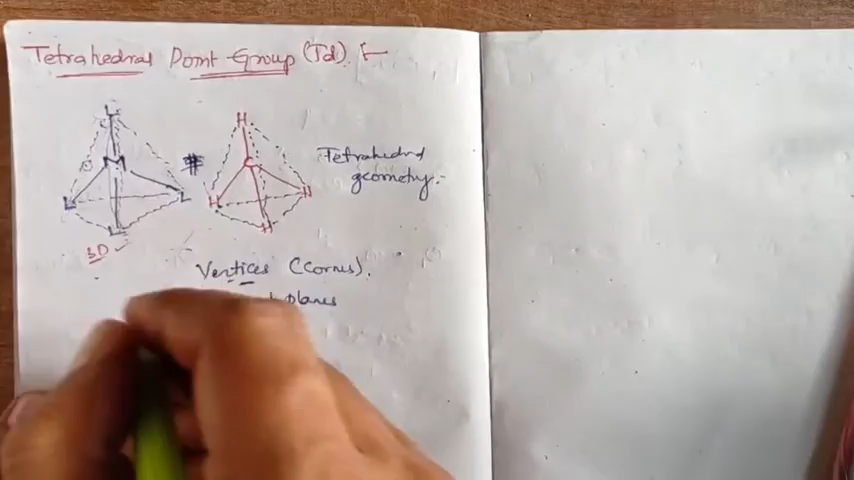 Tetrahedral Point Group (Td)
L
M
L
L
L
3D
H
C
H
H
H
Tetrahedral
geometry:-
Vertices (Corners).
planes